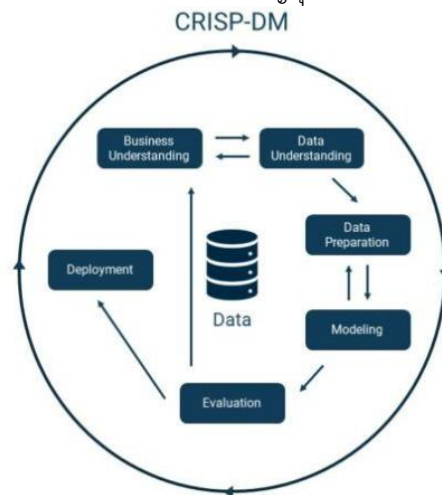 CRISP-DM
Business
Understanding
Data
Understanding
Data
Preparation
Modeling
Evaluation
Deployment
Data